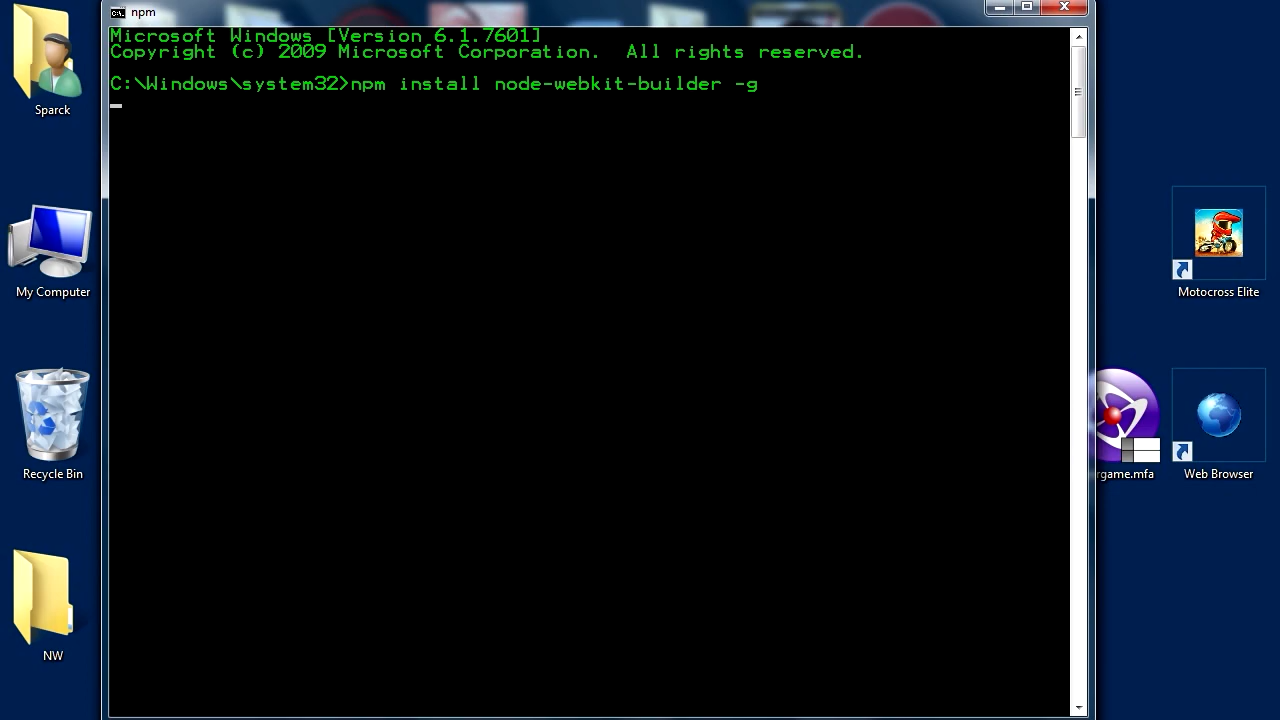 npm
Microsoft Windows [Version 6.1.7601]
Copyright (c) 2009 Microsoft Corporation.  All rights reserved.
C:\Windows\system32>npm install node-webkit-builder -g
Sparck
My Computer
Recycle Bin
NW
Motocross Elite
rgame.mfa
Web Browser